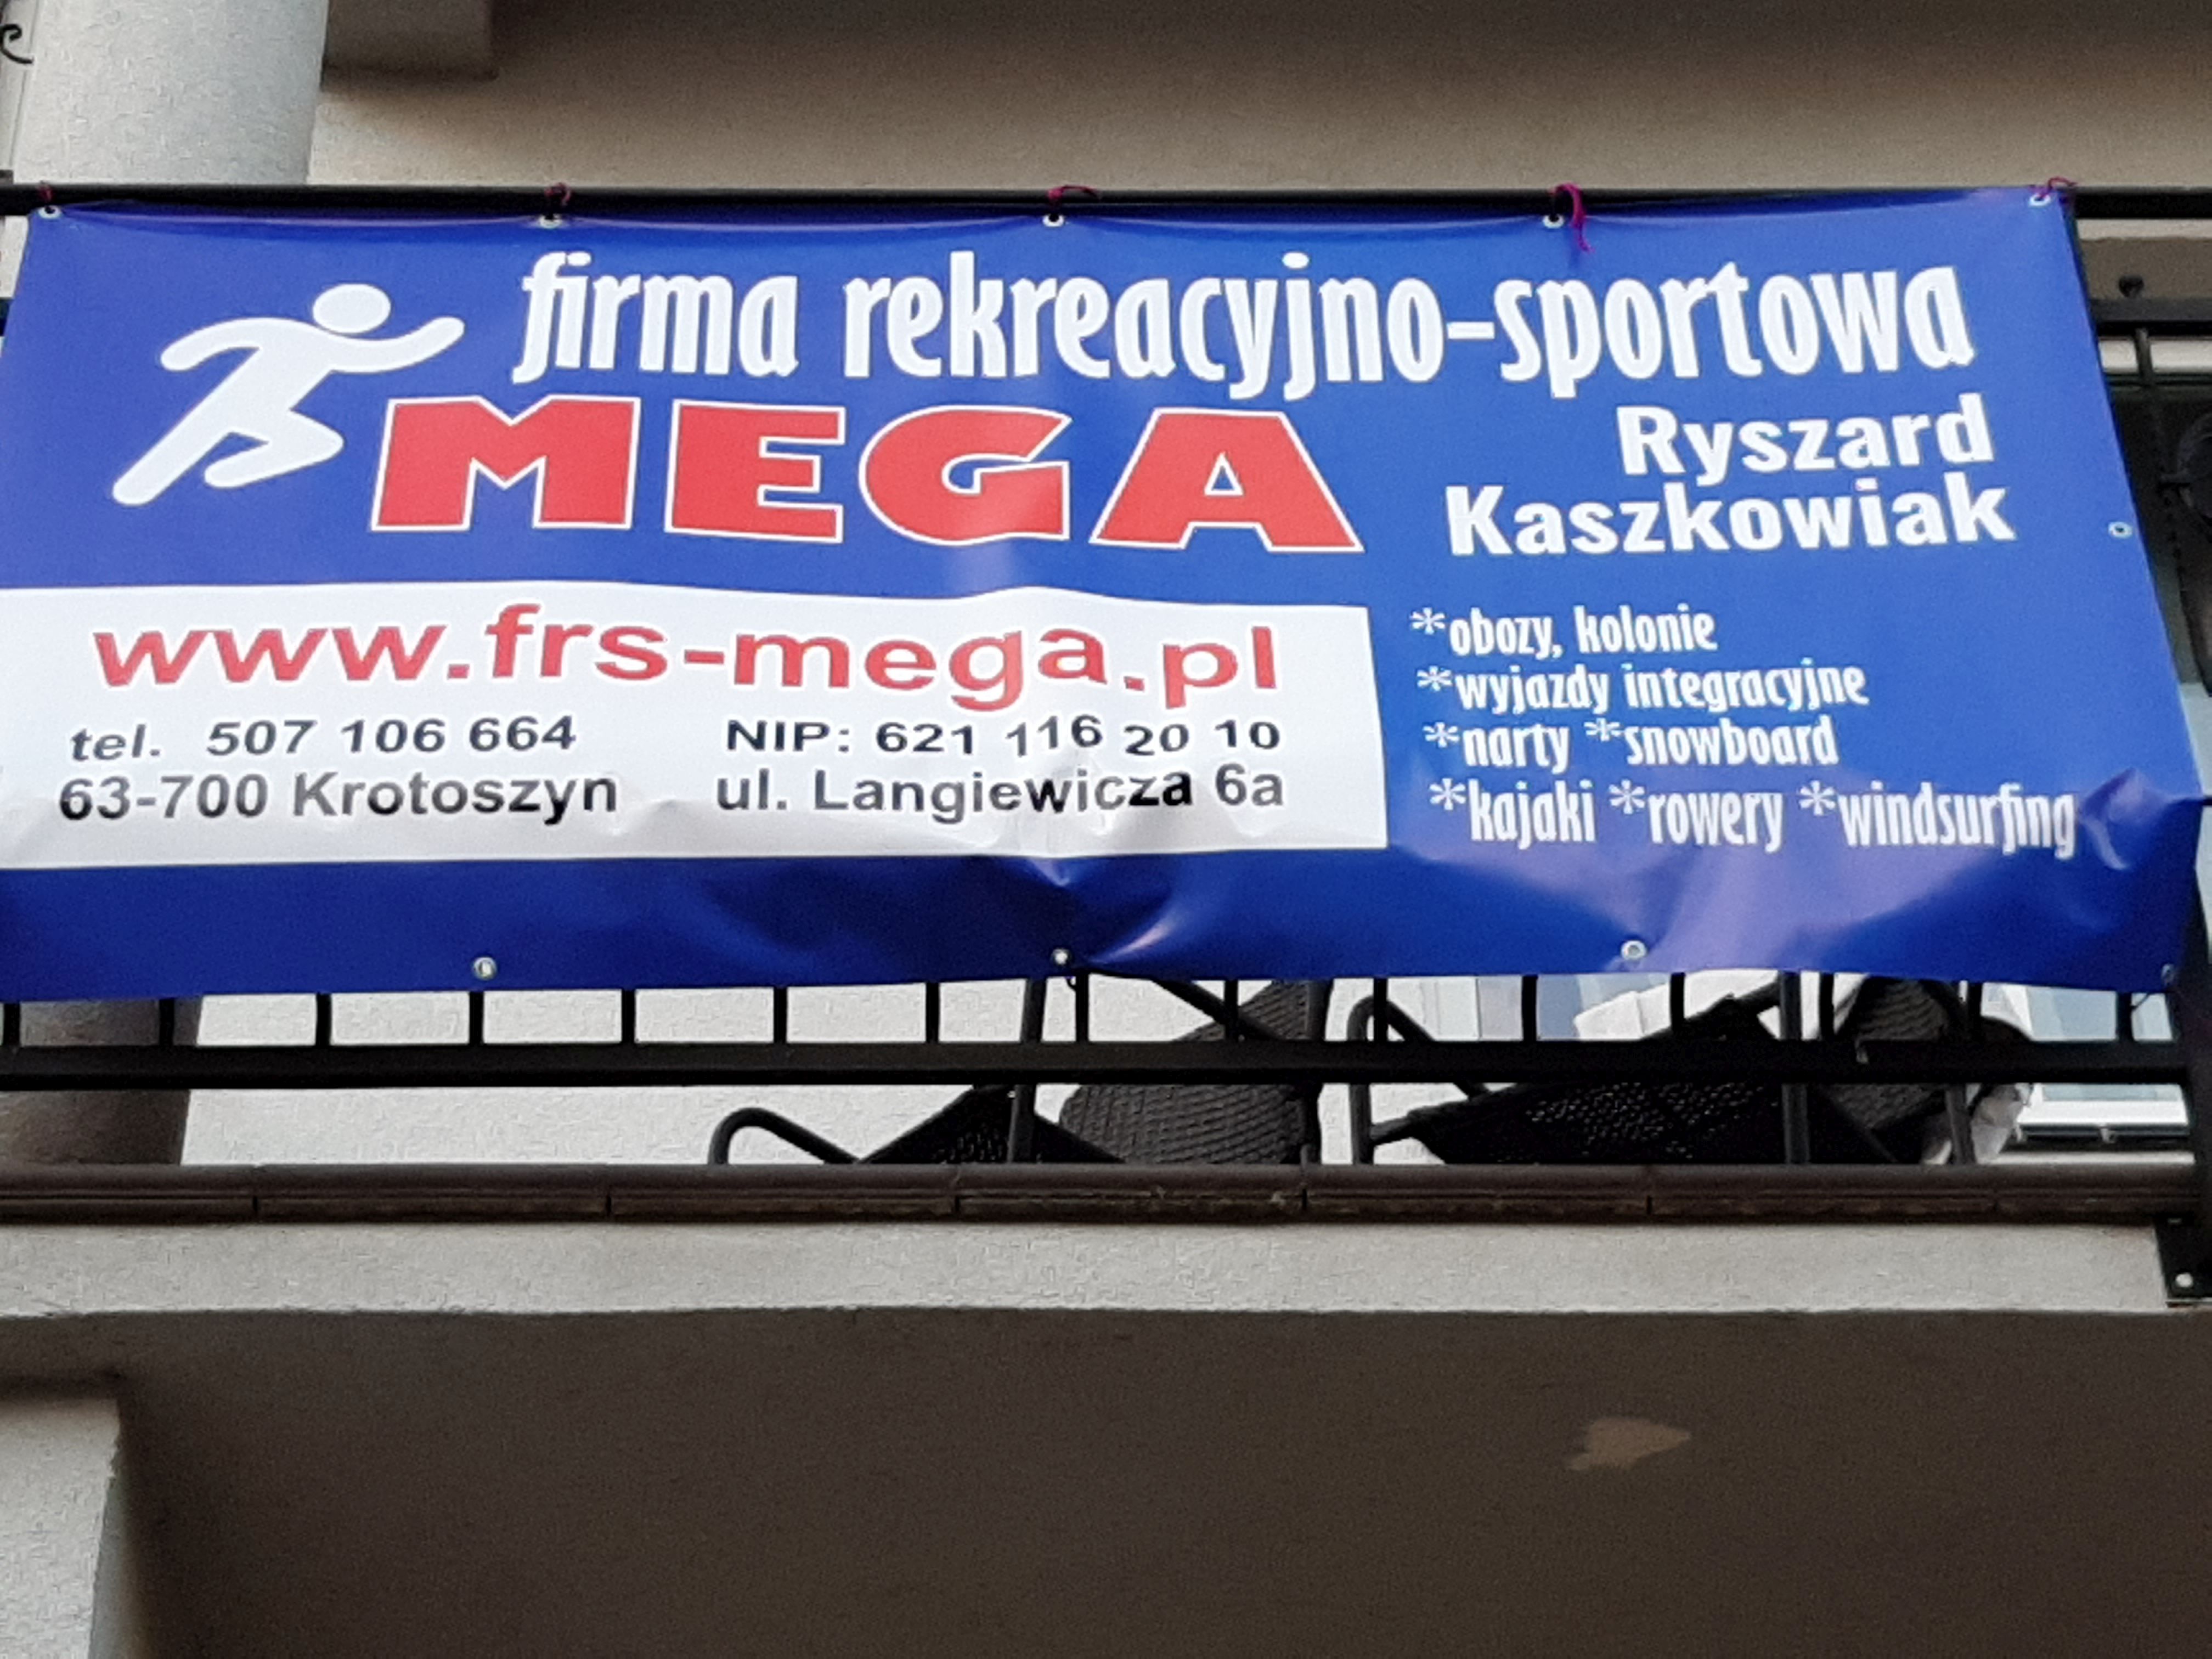 firma rekreacyjno-sportowa
MEGA
Ryszard
Kaszkowiak
www.frs-mega.pl
tel. 507 106 664 NIP: 621 116 20 10
63-700 Krotoszyn ul. Langiewicza 6a
*obozy, kolonie
*wyjazdy integracyjne
*narty *snowboard
*kajaki *rowery *windsurfing